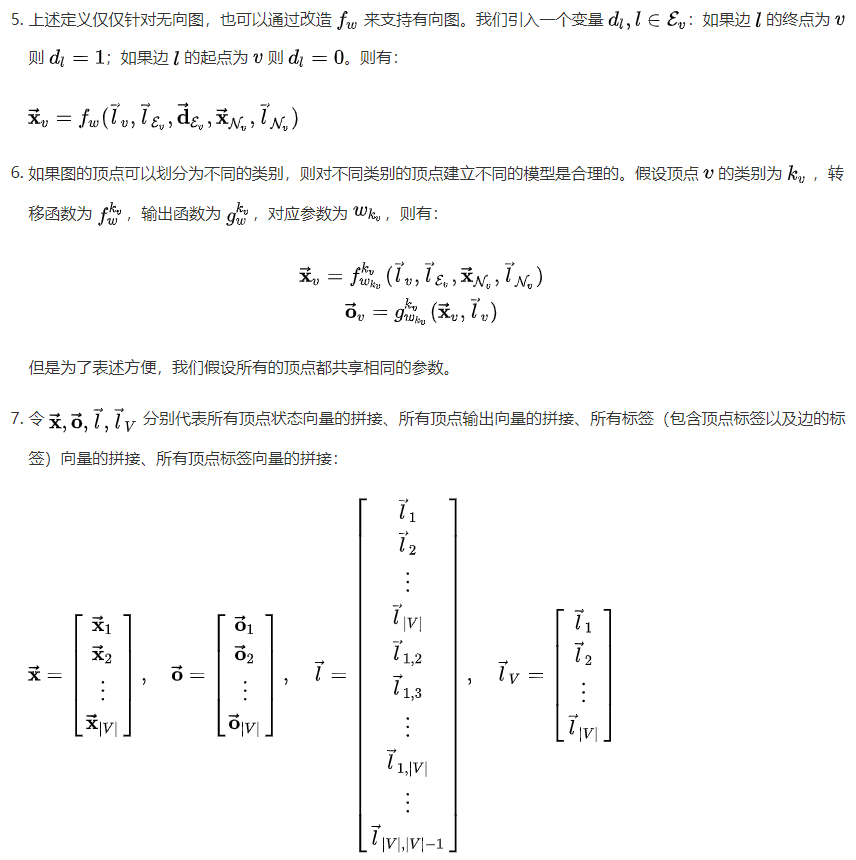 5. 上述定义仅仅针对无向图，也可以通过改造 $f_w$ 来支持有向图。我们引入一个变量 $d_l, l \in \mathcal{E}_v$：如果边 $l$ 的终点为 $v$
则 $d_l = 1$；如果边 $l$ 的起点为 $v$ 则 $d_l = 0$。则有：
$\vec{\mathbf{x}}_v = f_w(\vec{l}_v, \vec{l}_{\mathcal{E}_v}, \vec{\mathbf{d}}_{\mathcal{E}_v}, \vec{\mathbf{x}}_{\mathcal{N}_v}, \vec{l}_{\mathcal{N}_v})$
6. 如果图的顶点可以划分为不同的类别，则对不同类别的顶点建立不同的模型是合理的。假设顶点 $v$ 的类别为 $k_v$ ，转
移函数为 $f_w^{k_v}$ ，输出函数为 $g_w^{k_v}$ ，对应参数为 $w_{k_v}$ ，则有：
$\vec{\mathbf{x}}_v = f_{w_{k_v}}^{k_v}(\vec{l}_v, \vec{l}_{\mathcal{E}_v}, \vec{\mathbf{x}}_{\mathcal{N}_v}, \vec{l}_{\mathcal{N}_v})$
$\vec{\mathbf{o}}_v = g_{w_{k_v}}^{k_v}(\vec{\mathbf{x}}_v, \vec{l}_v)$
但是为了表述方便，我们假设所有的顶点都共享相同的参数。
7. 令 $\vec{\mathbf{x}}, \vec{\mathbf{o}}, \vec{l}, \vec{l}_V$ 分别代表所有顶点状态向量的拼接、所有顶点输出向量的拼接、所有标签（包含顶点标签以及边的标
签）向量的拼接、所有顶点标签向量的拼接：
$\vec{\mathbf{x}} = \begin{bmatrix} \vec{\mathbf{x}}_1 \\ \vec{\mathbf{x}}_2 \\ \vdots \\ \vec{\mathbf{x}}_{|V|} \end{bmatrix}, \quad \vec{\mathbf{o}} = \begin{bmatrix} \vec{\mathbf{o}}_1 \\ \vec{\mathbf{o}}_2 \\ \vdots \\ \vec{\mathbf{o}}_{|V|} \end{bmatrix}, \quad \vec{l} = \begin{bmatrix} \vec{l}_1 \\ \vec{l}_2 \\ \vdots \\ \vec{l}_{|V|} \\ \vec{l}_{1,2} \\ \vec{l}_{1,3} \\ \vdots \\ \vec{l}_{1,|V|} \\ \vdots \\ \vec{l}_{|V|,|V|-1} \end{bmatrix}, \quad \vec{l}_V = \begin{bmatrix} \vec{l}_1 \\ \vec{l}_2 \\ \vdots \\ \vec{l}_{|V|} \end{bmatrix}$